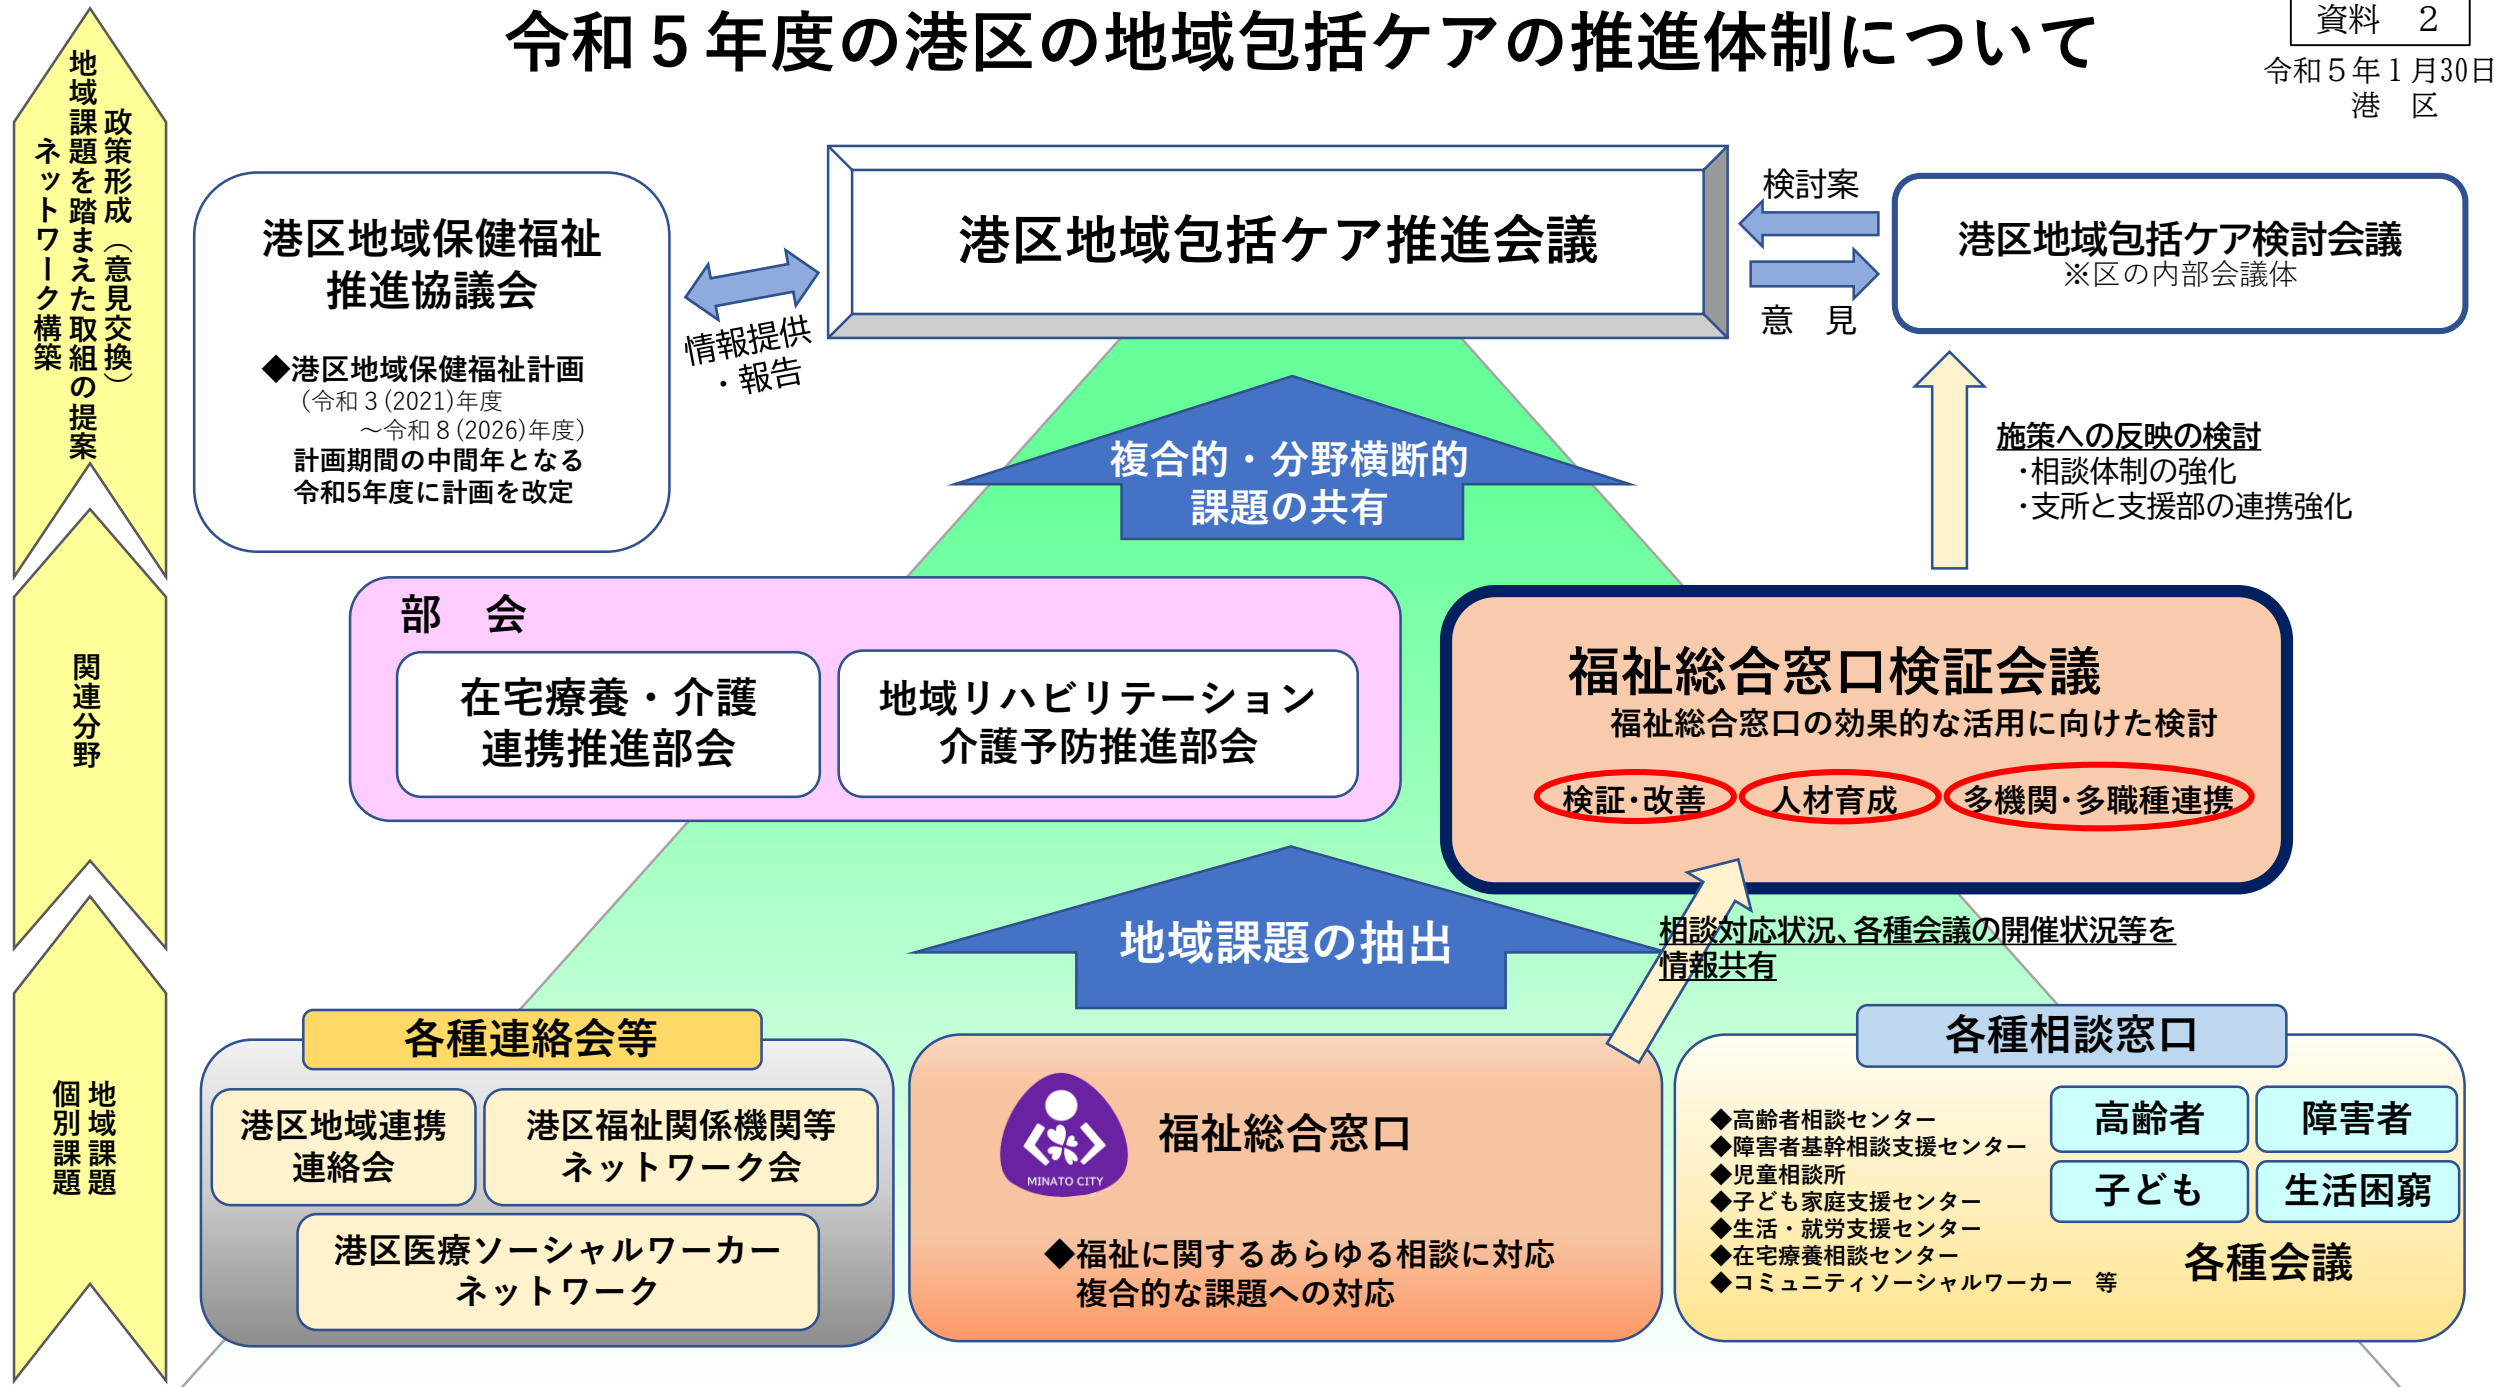 令和５年度の港区の地域包括ケアの推進体制について
資料　２
令和５年１月30日
港　区
政策形成（意見交換）
地域課題を踏まえた取組の提案
ネットワーク構築
関連分野
地域課題
個別課題
港区地域保健福祉
推進協議会
◆港区地域保健福祉計画
（令和３(2021)年度
～令和８(2026)年度）
計画期間の中間年となる
令和5年度に計画を改定
情報提供
・報告
港区地域包括ケア推進会議
検討案
意　見
港区地域包括ケア検討会議
※区の内部会議体
施策への反映の検討
・相談体制の強化
・支所と支援部の連携強化
複合的・分野横断的
課題の共有
部　会
在宅療養・介護
連携推進部会
地域リハビリテーション
介護予防推進部会
福祉総合窓口検証会議
福祉総合窓口の効果的な活用に向けた検討
検証・改善
人材育成
多機関・多職種連携
地域課題の抽出
相談対応状況、各種会議の開催状況等を
情報共有
各種連絡会等
港区地域連携
連絡会
港区福祉関係機関等
ネットワーク会
港区医療ソーシャルワーカー
ネットワーク
MINATO CITY
福祉総合窓口
◆福祉に関するあらゆる相談に対応
複合的な課題への対応
各種相談窓口
◆高齢者相談センター
◆障害者基幹相談支援センター
◆児童相談所
◆子ども家庭支援センター
◆生活・就労支援センター
◆在宅療養相談センター
◆コミュニティソーシャルワーカー　等
高齢者
障害者
子ども
生活困窮
各種会議